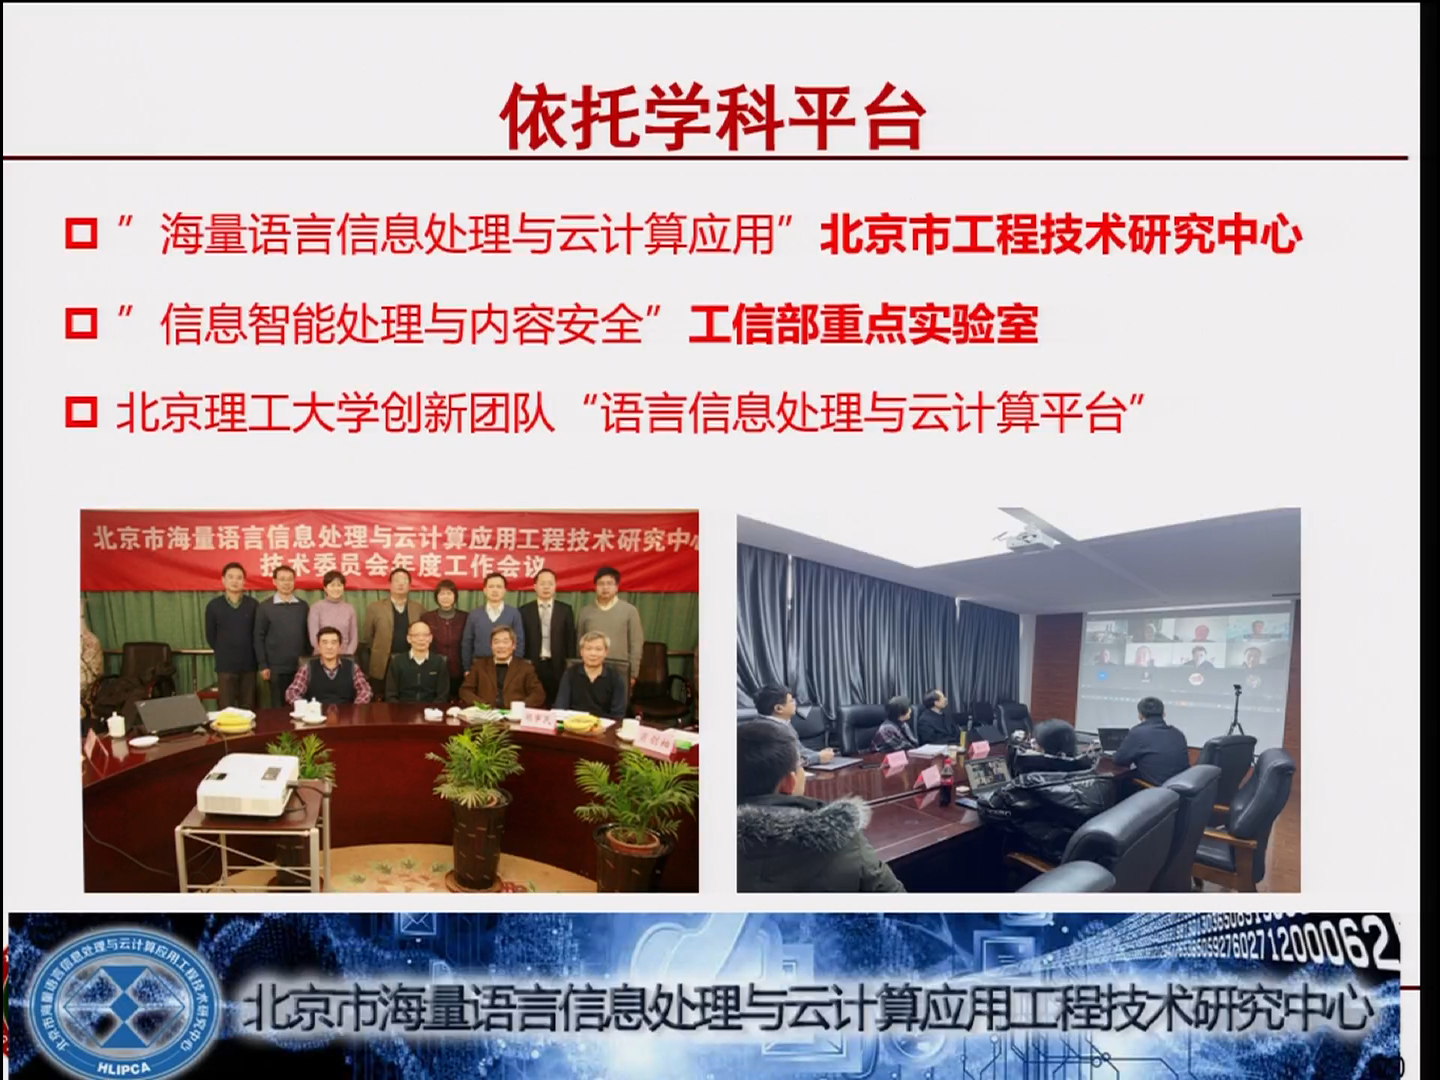 依托学科平台
”海量语言信息处理与云计算应用”北京市工程技术研究中心
”信息智能处理与内容安全”工信部重点实验室
北京理工大学创新团队“语言信息处理与云计算平台”
北京市海量语言信息处理与云计算应用工程技术研究中心
技术委员会年度工作会议
北京市海量语言信息处理与云计算应用工程技术研究中心
HLIPCA
北京市海量语言信息处理与云计算应用工程技术研究中心